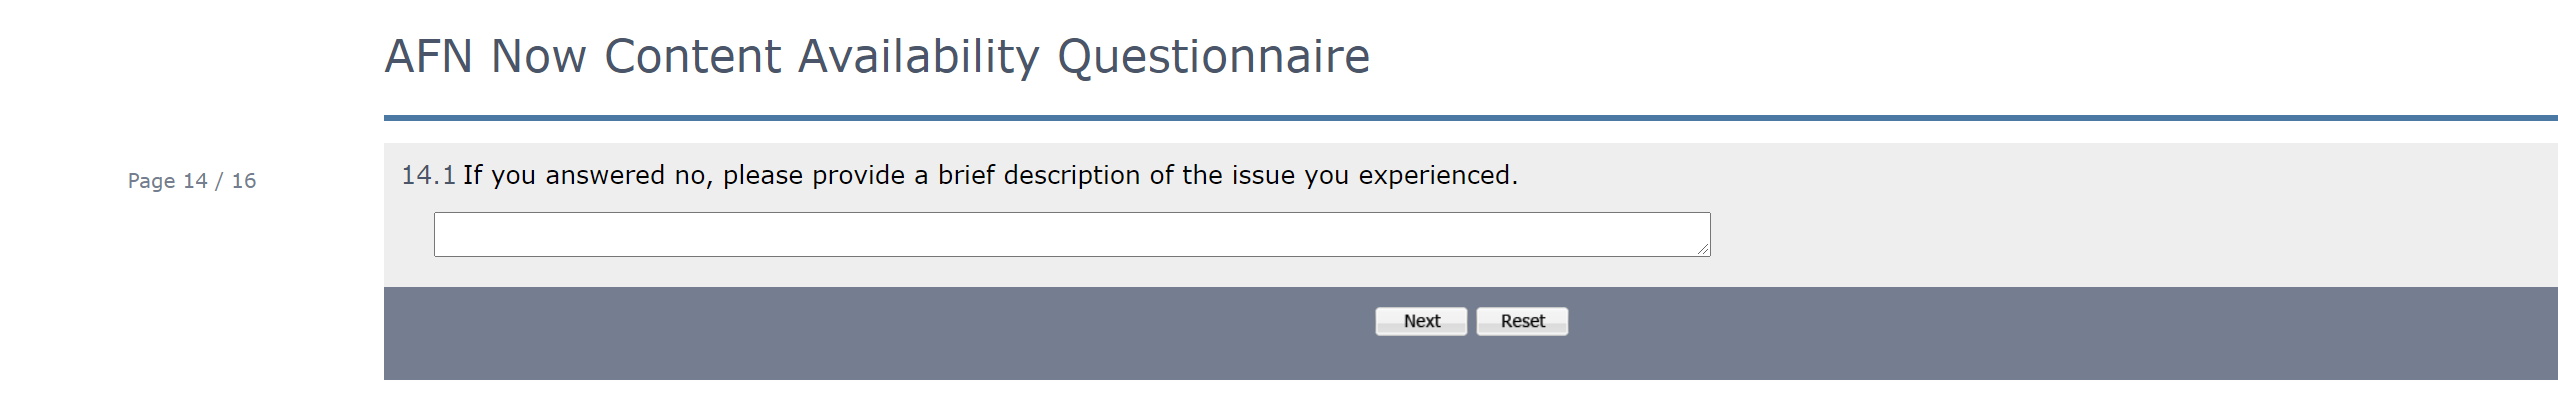 AFN Now Content Availability Questionnaire
Page 14 / 16
14.1 If you answered no, please provide a brief description of the issue you experienced.
Next Reset